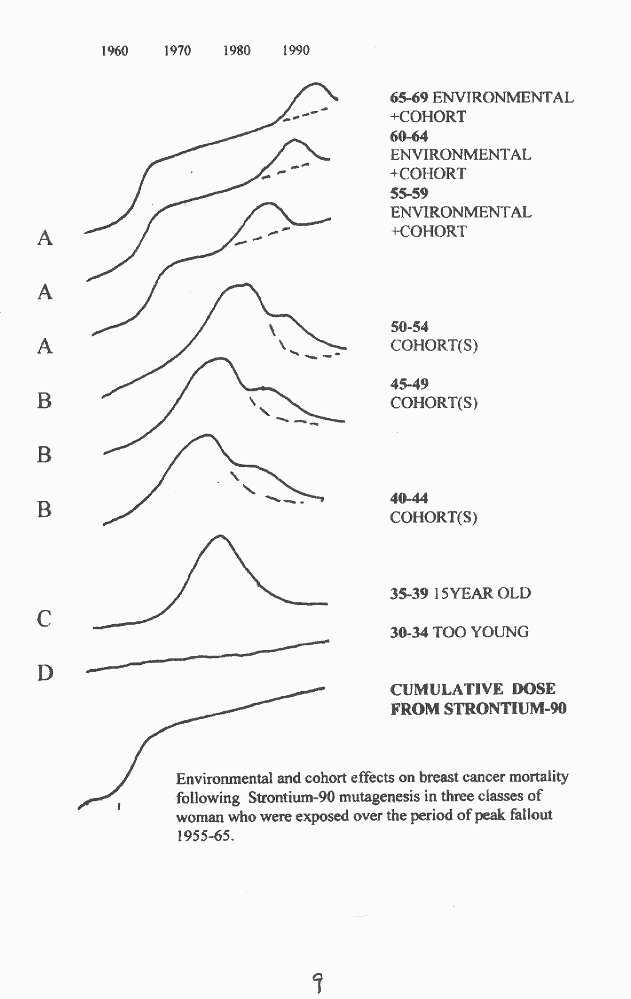 1960 1970 1980 1990
65-69 ENVIRONMENTAL
+COHORT
60-64
ENVIRONMENTAL
+COHORT
55-59
ENVIRONMENTAL
+COHORT
A
A
A
50-54
COHORT(S)
45-49
COHORT(S)
B
B
B
40-44
COHORT(S)
35-39 15YEAR OLD
C
30-34 TOO YOUNG
D
CUMULATIVE DOSE
FROM STRONTIUM-90
Environmental and cohort effects on breast cancer mortality
following Strontium-90 mutagenesis in three classes of
woman who were exposed over the period of peak fallout
1955-65.
9